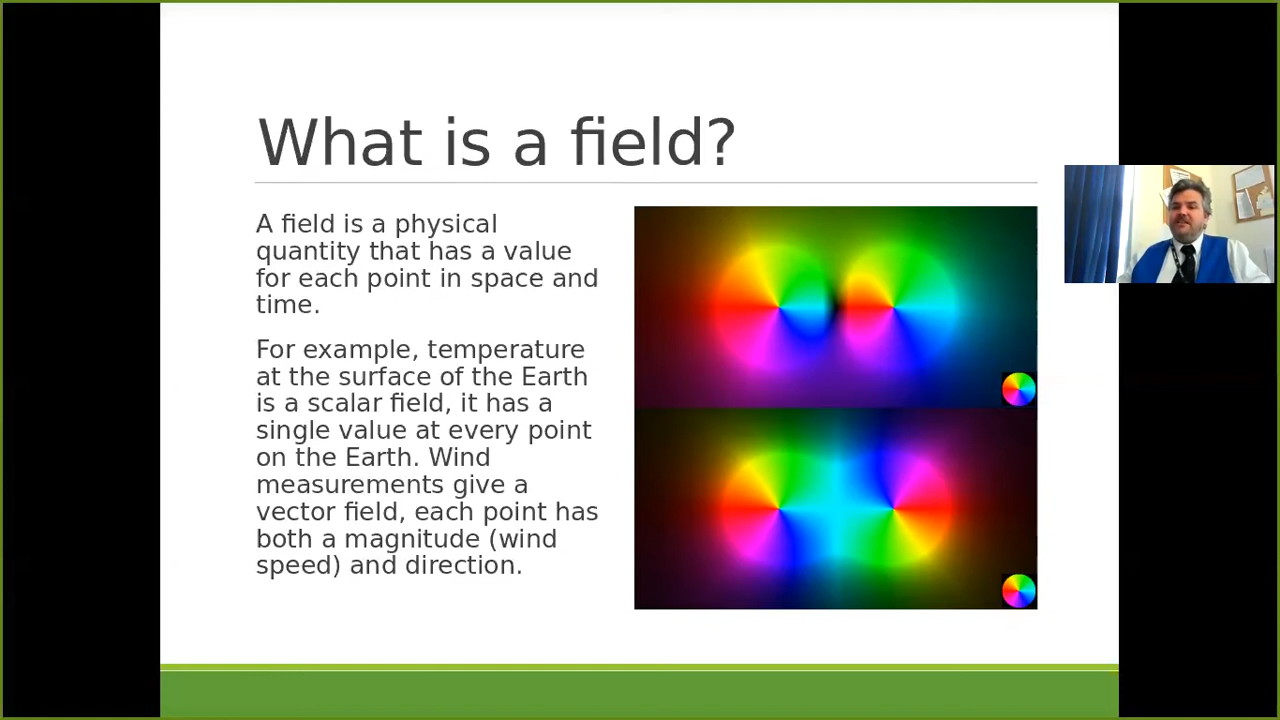 What is a field?
A field is a physical
quantity that has a value
for each point in space and
time.
For example, temperature
at the surface of the Earth
is a scalar field, it has a
single value at every point
on the Earth. Wind
measurements give a
vector field, each point has
both a magnitude (wind
speed) and direction.